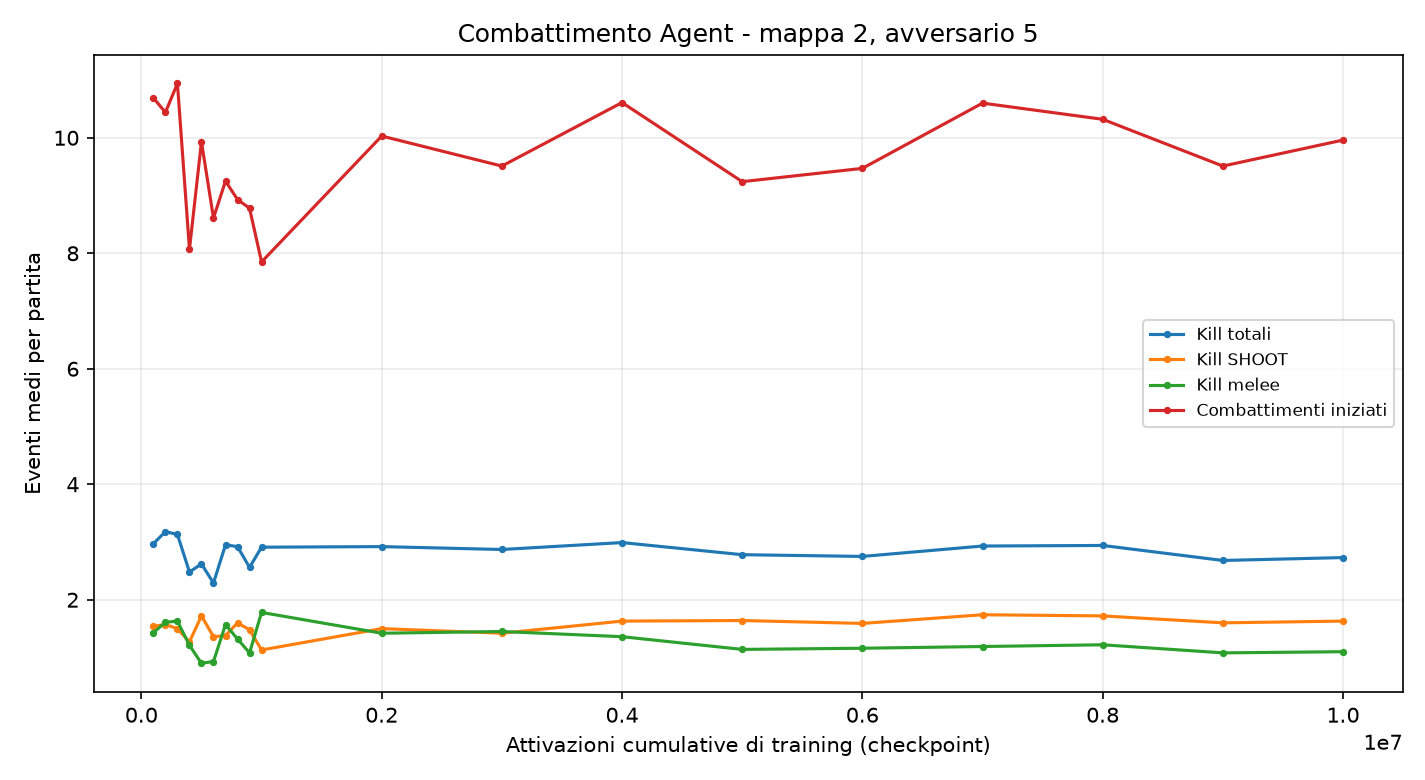 Combattimento Agent - mappa 2, avversario 5
Eventi medi per partita
10
8
6
4
2
Kill totali
Kill SHOOT
Kill melee
Combattimenti iniziati
0.0 0.2 0.4 0.6 0.8 1.0
1e7
Attivazioni cumulative di training (checkpoint)